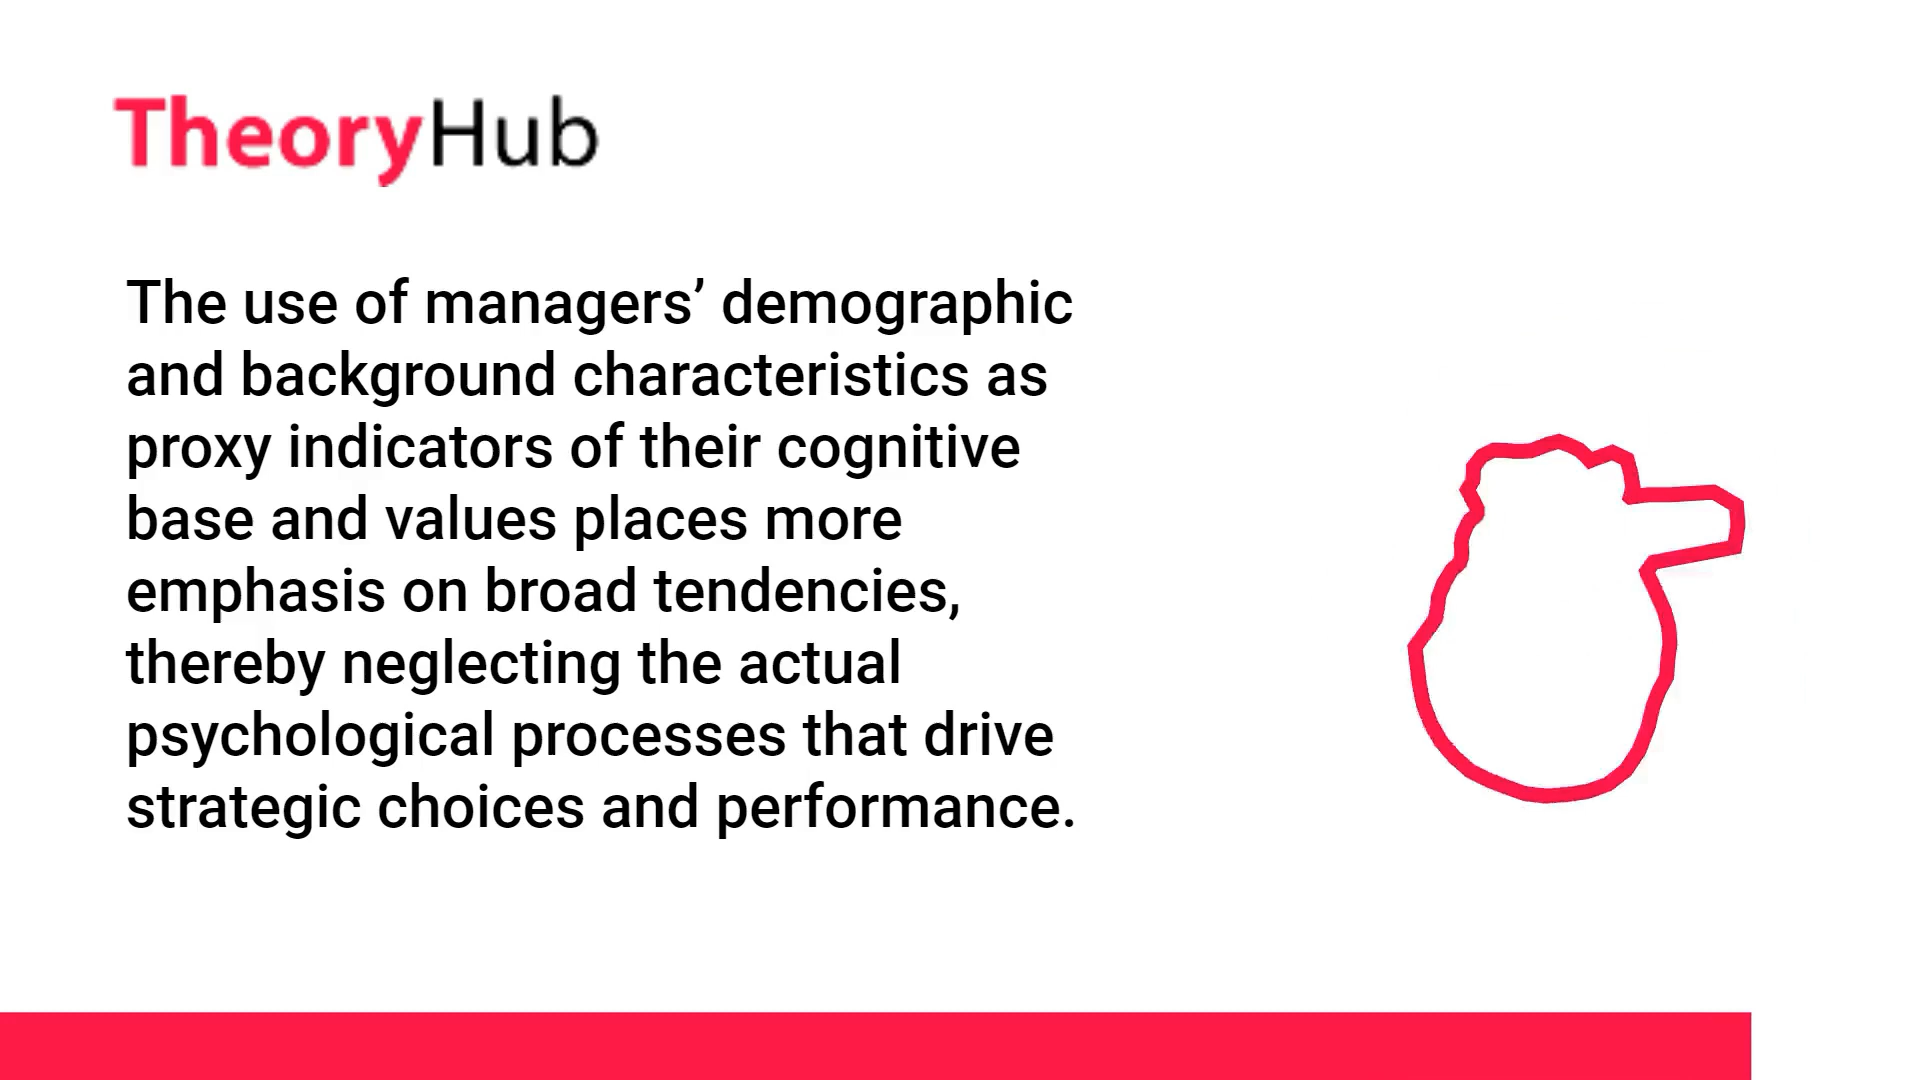 TheoryHub
The use of managers’ demographic
and background characteristics as
proxy indicators of their cognitive
base and values places more
emphasis on broad tendencies,
thereby neglecting the actual
psychological processes that drive
strategic choices and performance.